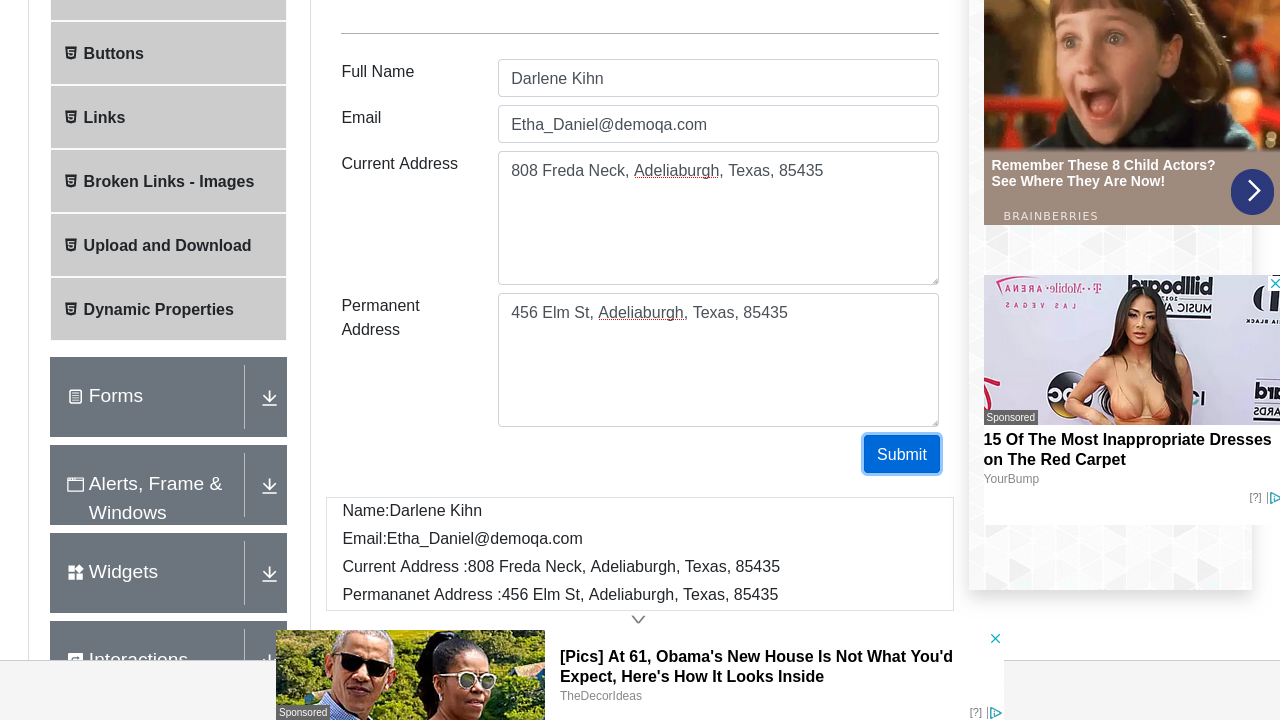 Buttons
Links
Broken Links - Images
Upload and Download
Dynamic Properties
Forms
Alerts, Frame &
Windows
Widgets
Interactions
Full Name
Darlene Kihn
Email
Etha_Daniel@demoqa.com
Current Address
808 Freda Neck, Adeliaburgh, Texas, 85435
Permanent
Address
456 Elm St, Adeliaburgh, Texas, 85435
Submit
Name:Darlene Kihn
Email:Etha_Daniel@demoqa.com
Current Address :808 Freda Neck, Adeliaburgh, Texas, 85435
Permananet Address :456 Elm St, Adeliaburgh, Texas, 85435
Remember These 8 Child Actors?
See Where They Are Now!
BRAINBERRIES
Sponsored
15 Of The Most Inappropriate Dresses
on The Red Carpet
YourBump
[?]
[Pics] At 61, Obama's New House Is Not What You'd
Expect, Here's How It Looks Inside
TheDecorIdeas
Sponsored
[?]